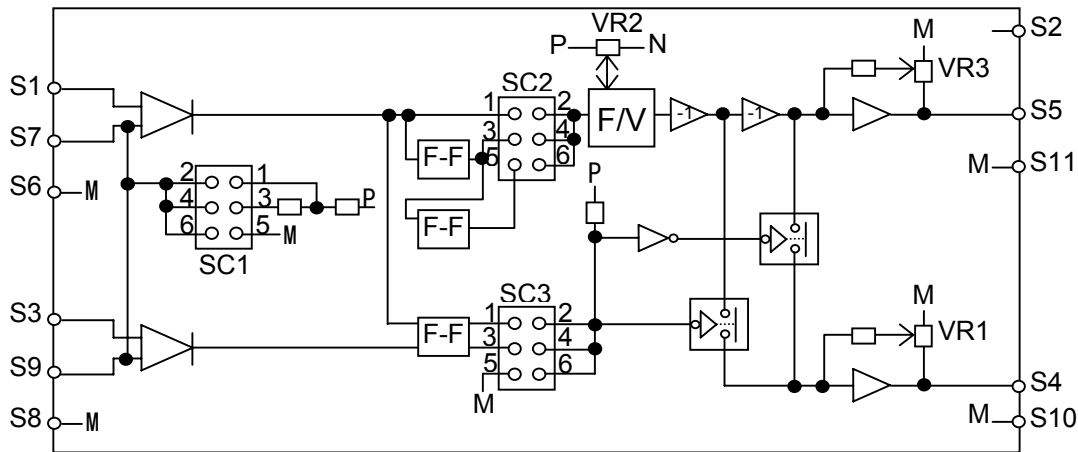 VR2
P N
M
S2
S1
SC2
VR3
1 2
F/V
-1
-1
S5
S7
3 4
F-F
5 6
M S11
S6 M
2 1
P
4 3
P
F-F
6 5
M
SC1
SC3
M
S3
1 2
F-F
3 4
VR1
S9
5 6
M
S4
S8 M
M S10